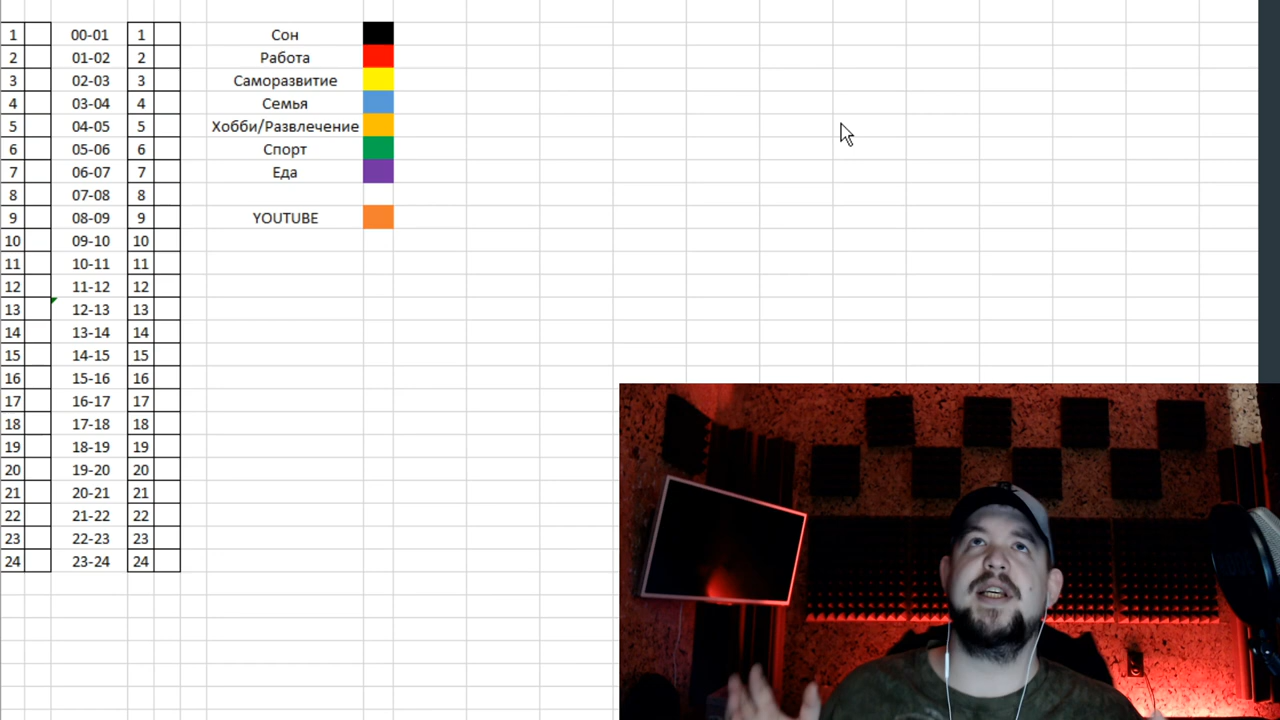 1 00-01 1 Сон
2 01-02 2 Работа
3 02-03 3 Саморазвитие
4 03-04 4 Семья
5 04-05 5 Хобби/Развлечение
6 05-06 6 Спорт
7 06-07 7 Еда
8 07-08 8
9 08-09 9 YOUTUBE
10 09-10 10
11 10-11 11
12 11-12 12
13 12-13 13
14 13-14 14
15 14-15 15
16 15-16 16
17 16-17 17
18 17-18 18
19 18-19 19
20 19-20 20
21 20-21 21
22 21-22 22
23 22-23 23
24 23-24 24